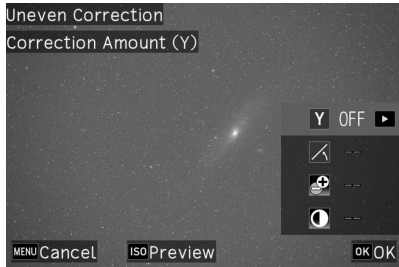 Uneven Correction
Correction Amount (Y)
Y OFF
--
--
--
MENU Cancel
ISO Preview
OK OK